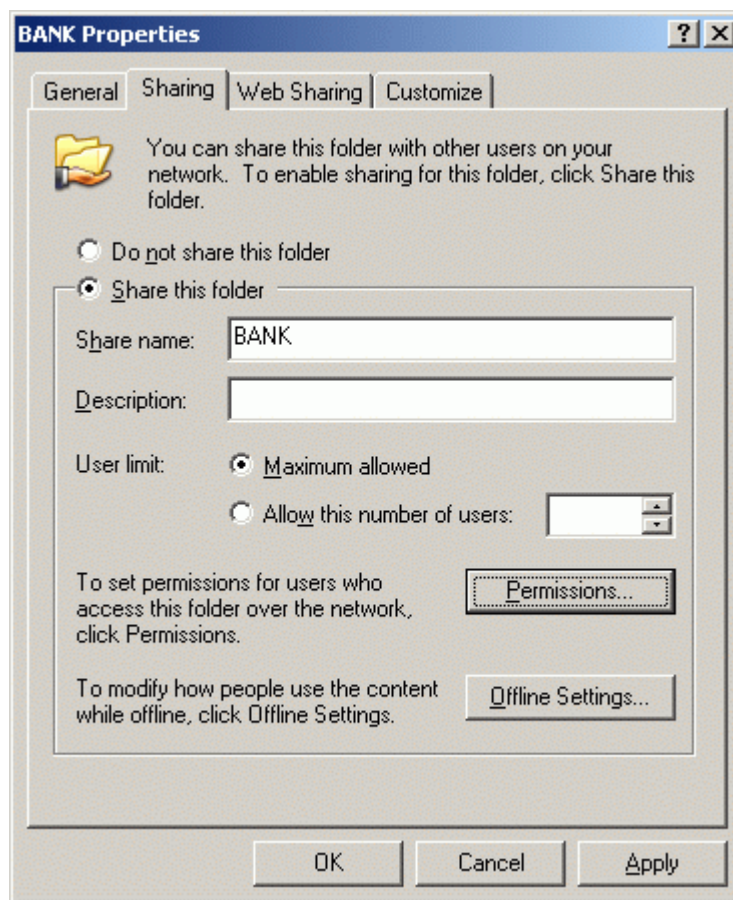 BANK Properties
General Sharing Web Sharing Customize
You can share this folder with other users on your
network. To enable sharing for this folder, click Share this
folder.
Do not share this folder
Share this folder
Share name: BANK
Description:
User limit: Maximum allowed
Allow this number of users:
To set permissions for users who
access this folder over the network,
click Permissions.
Permissions...
To modify how people use the content
while offline, click Offline Settings.
Offline Settings...
OK Cancel Apply